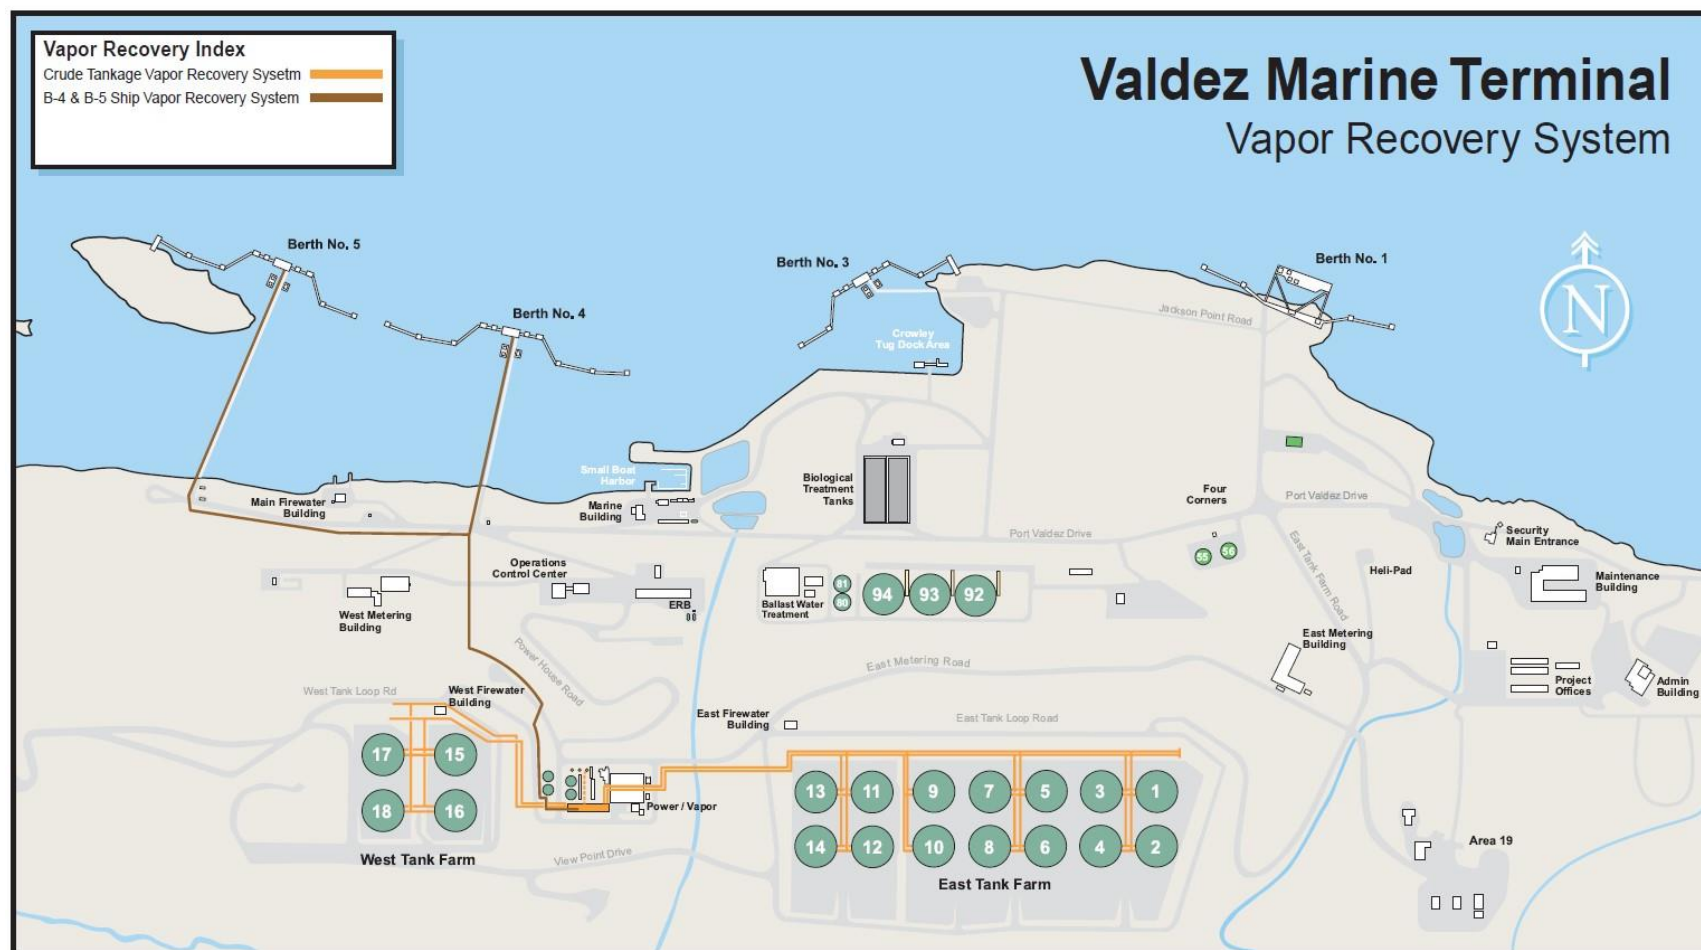 Vapor Recovery Index
Crude Tankage Vapor Recovery Sysetm
B-4 & B-5 Ship Vapor Recovery System
Valdez Marine Terminal
Vapor Recovery System
Berth No. 5
Berth No. 4
Berth No. 3
Berth No. 1
N
Jackson Point Road
Crowley
Tug Dock Area
Small Boat
Harbor
Main Firewater
Building
Marine
Building
Biological
Treatment
Tanks
Four
Corners
Port Valdez Drive
Port Valdez Drive
Security
Main Entrance
Operations
Control Center
ERB
West Metering
Building
Ballast Water
Treatment
81
80
94
93
92
55
56
East Tank Farm Road
Heli-Pad
Maintenance
Building
East Metering
Building
Project
Offices
Admin
Building
Power House Road
East Metering Road
West Tank Loop Rd
West Firewater
Building
East Firewater
Building
East Tank Loop Road
17
15
18
16
Power / Vapor
13
11
9
7
5
3
1
14
12
10
8
6
4
2
West Tank Farm
View Point Drive
East Tank Farm
Area 19